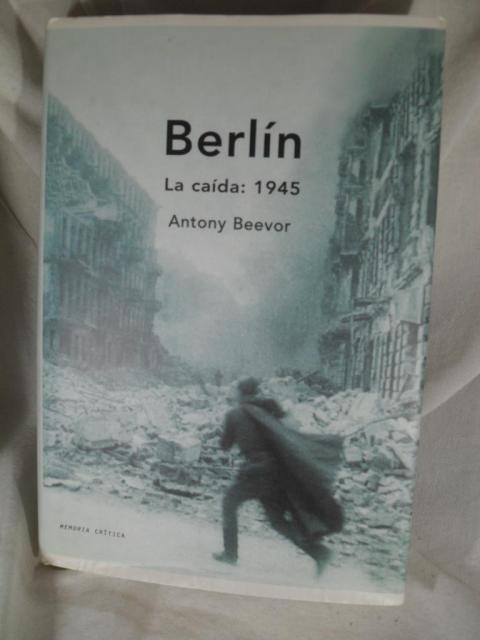 Berlín
La caída: 1945
Antony Beevor
MEMORIA CRÍTICA